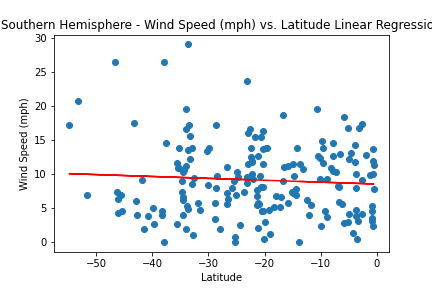 Southern Hemisphere - Wind Speed (mph) vs. Latitude Linear Regressio
30
25
20
15
10
5
0
Wind Speed (mph)
−50 −40 −30 −20 −10 0
Latitude